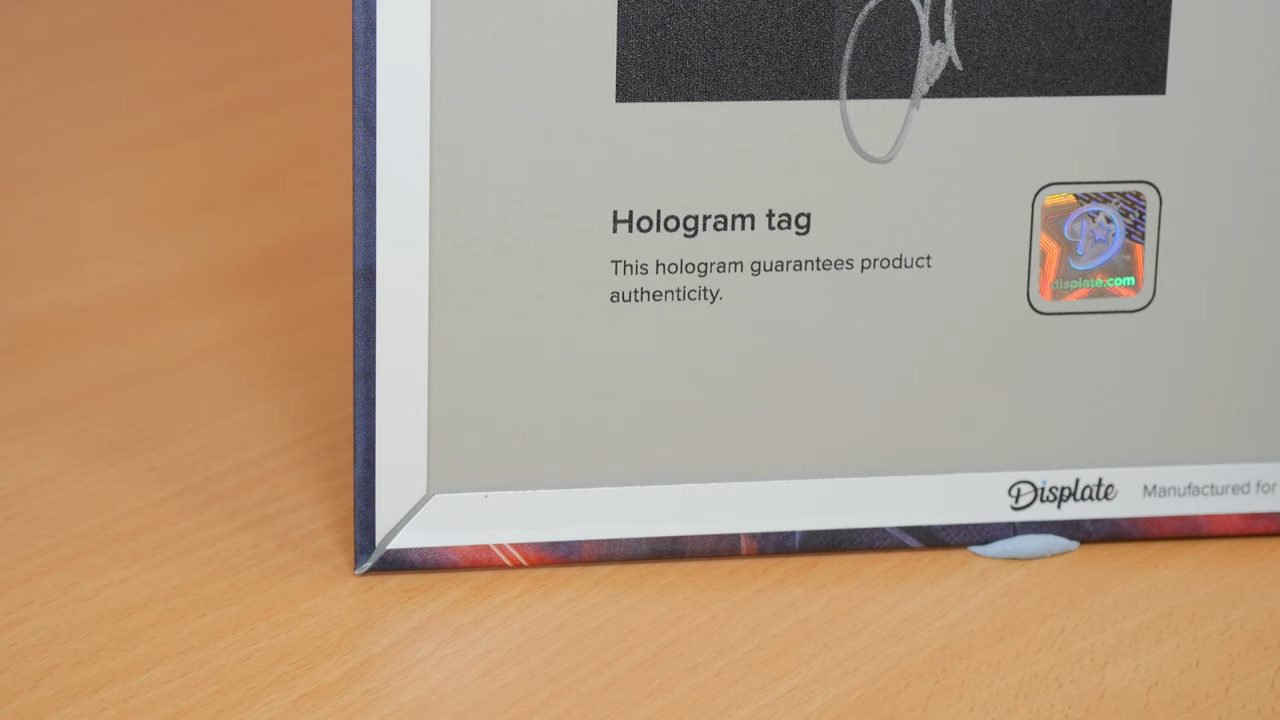 Hologram tag
This hologram guarantees product
authenticity.
displate.com
Displate Manufactured for